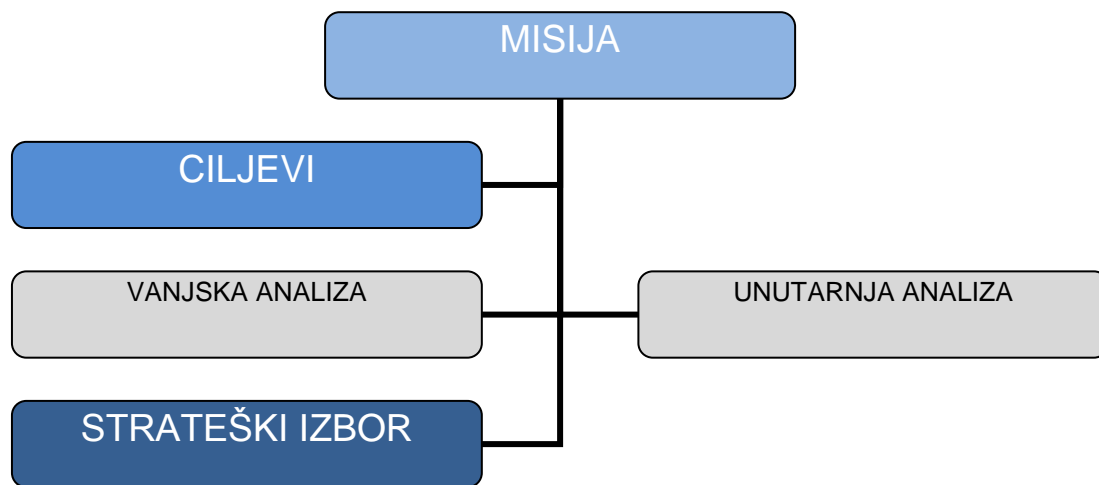 MISIJA
CILJEVI
VANJSKA ANALIZA
UNUTARNJA ANALIZA
STRATEŠKI IZBOR